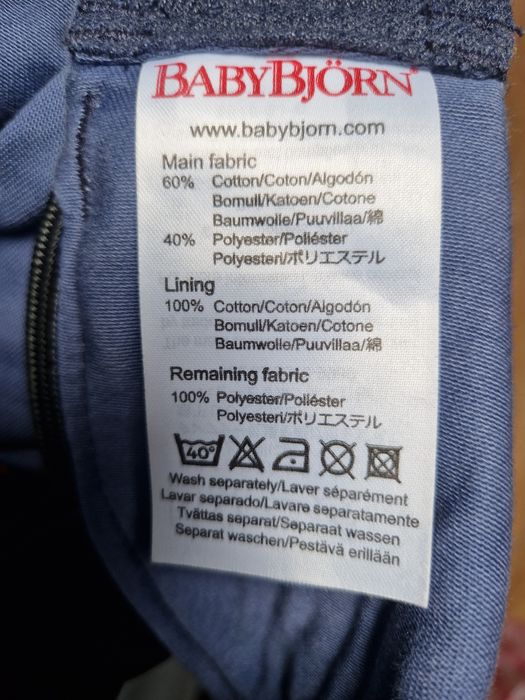 BABYBJÖRN®
www.babybjorn.com
Main fabric
60% Cotton/Coton/Algodón
Bomull/Katoen/Cotone
Baumwolle/Puuvillaa/綿
40% Polyester/Poliéster
Polyesteri/ポリエステル
Lining
100% Cotton/Coton/Algodón
Bomull/Katoen/Cotone
Baumwolle/Puuvillaa/綿
Remaining fabric
100% Polyester/Poliéster
Polyesteri/ポリエステル
40°
Wash separately/Laver séparément
Lavar separado/Lavare separatamente
Tvättas separat/Separaat wassen
Separat waschen/Pestävä erillään